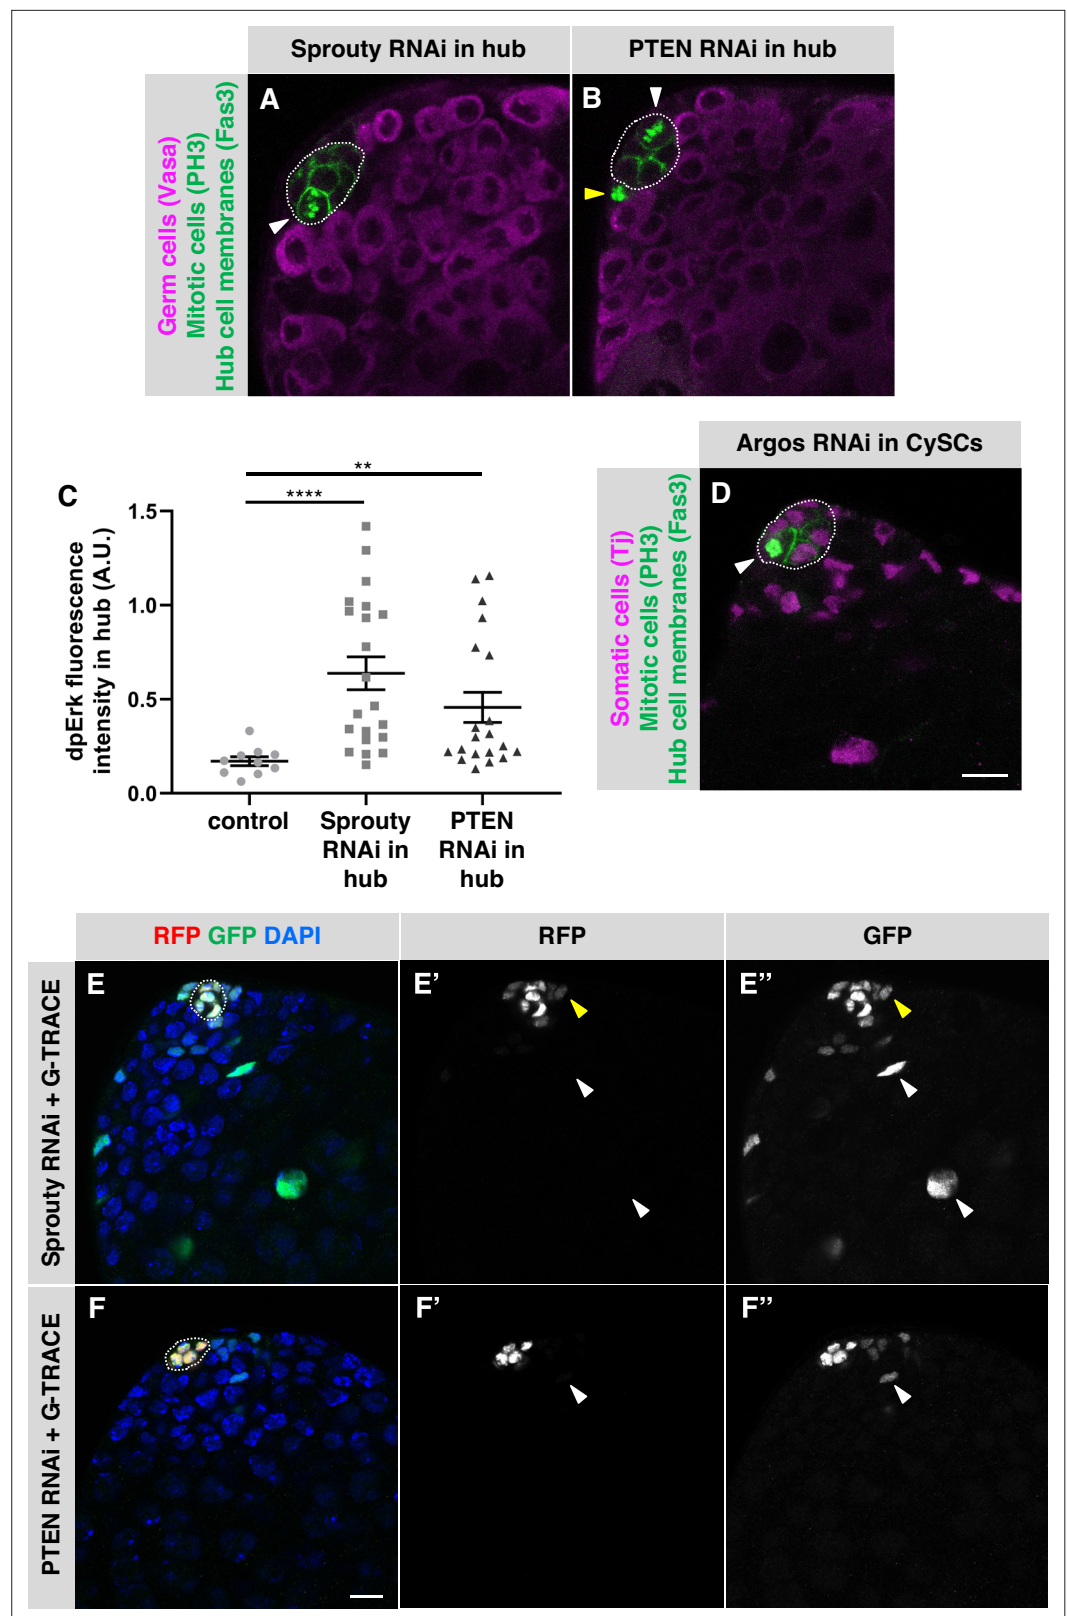 Sprouty RNAi in hub
PTEN RNAi in hub
Germ cells (Vasa)
Mitotic cells (PH3)
Hub cell membranes (Fas3)
A
B
C
**
****
dpErk fluorescence
intensity in hub (A.U.)
1.5
1.0
0.5
0.0
control
Sprouty
RNAi in
hub
PTEN
RNAi in
hub
Argos RNAi in CySCs
Somatic cells (Tj)
Mitotic cells (PH3)
Hub cell membranes (Fas3)
D
RFP GFP DAPI
RFP
GFP
Sprouty RNAi + G-TRACE
E
E’
E’’
PTEN RNAi + G-TRACE
F
F’
F’’